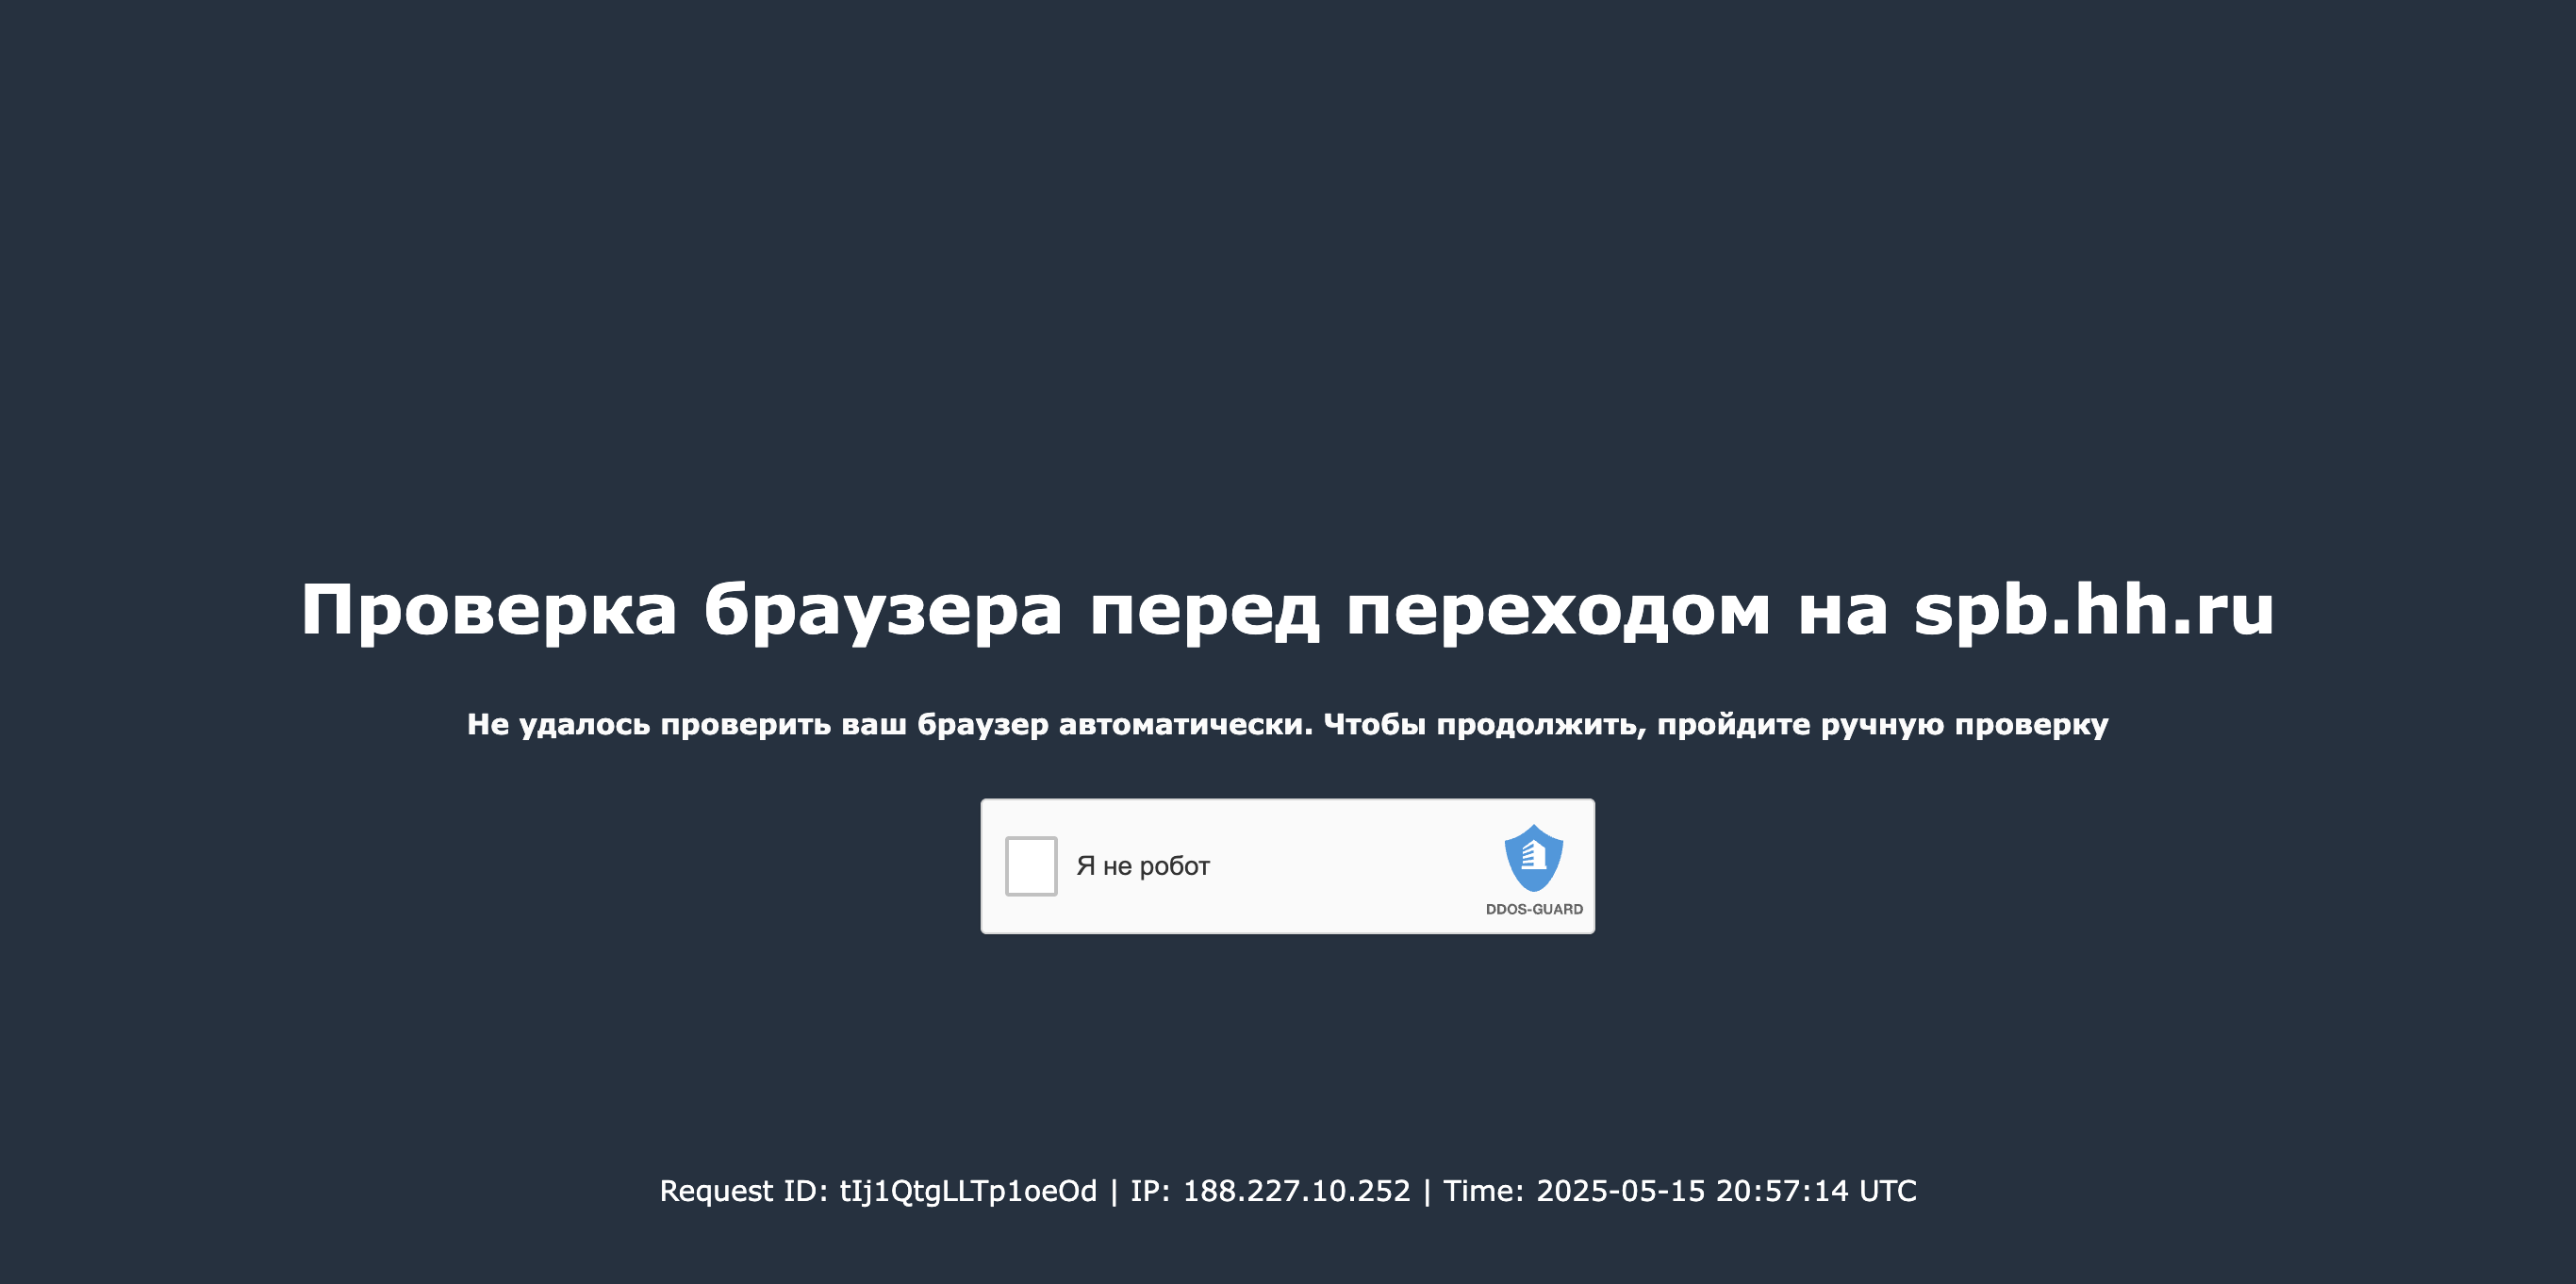 Проверка браузера перед переходом на spb.hh.ru
Не удалось проверить ваш браузер автоматически. Чтобы продолжить, пройдите ручную проверку
Я не робот
DDOS-GUARD
Request ID: tIj1QtgLLTp1oeOd | IP: 188.227.10.252 | Time: 2025-05-15 20:57:14 UTC